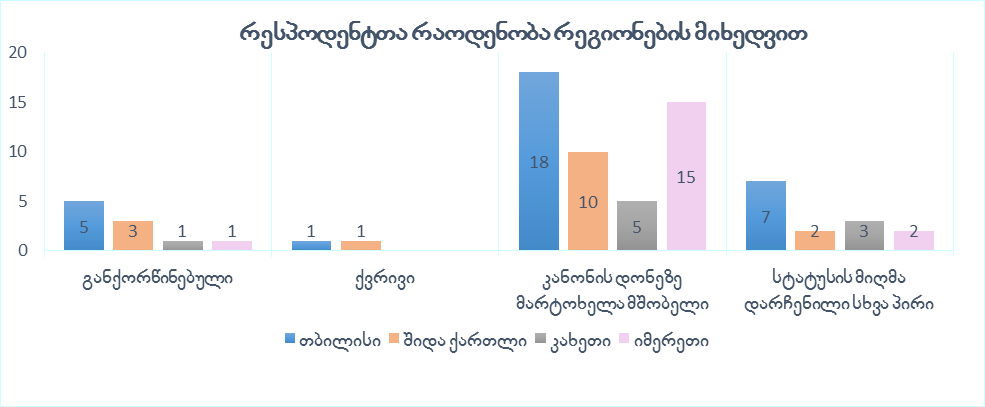 რესპოდენტთა რაოდენობა რეგიონების მიხედვით
20
15
10
5
0
5 3 1 1
1 1
18 10 5 15
7 2 3 2
განქორწინებული
ქვრივი
კანონის დონეზე
მარტოხელა მშობელი
სტატუსის მიღმა
დარჩენილი სხვა პირი
თბილისი შიდა ქართლი კახეთი იმერეთი